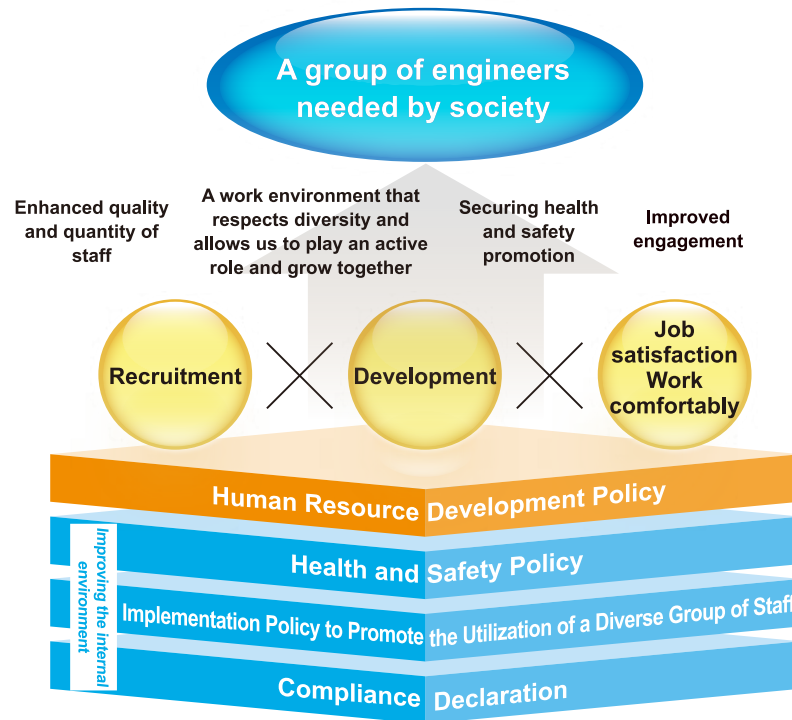 A group of engineers
needed by society
Enhanced quality
and quantity of
staff
A work environment that
respects diversity and
allows us to play an active
role and grow together
Securing health
and safety
promotion
Improved
engagement
Recruitment
Development
Job
satisfaction
Work
comfortably
Human Resource Development Policy
Improving the internal
environment
Health and Safety Policy
Implementation Policy to Promote the Utilization of a Diverse Group of Staff
Compliance Declaration